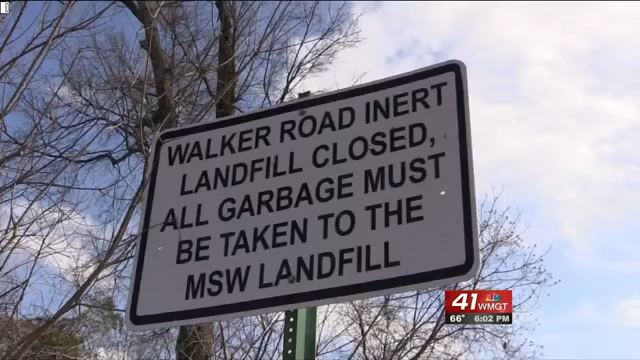 WALKER ROAD INERT
LANDFILL CLOSED,
ALL GARBAGE MUST
BE TAKEN TO THE
MSW LANDFILL
41 WMGT
66° 6:02 PM